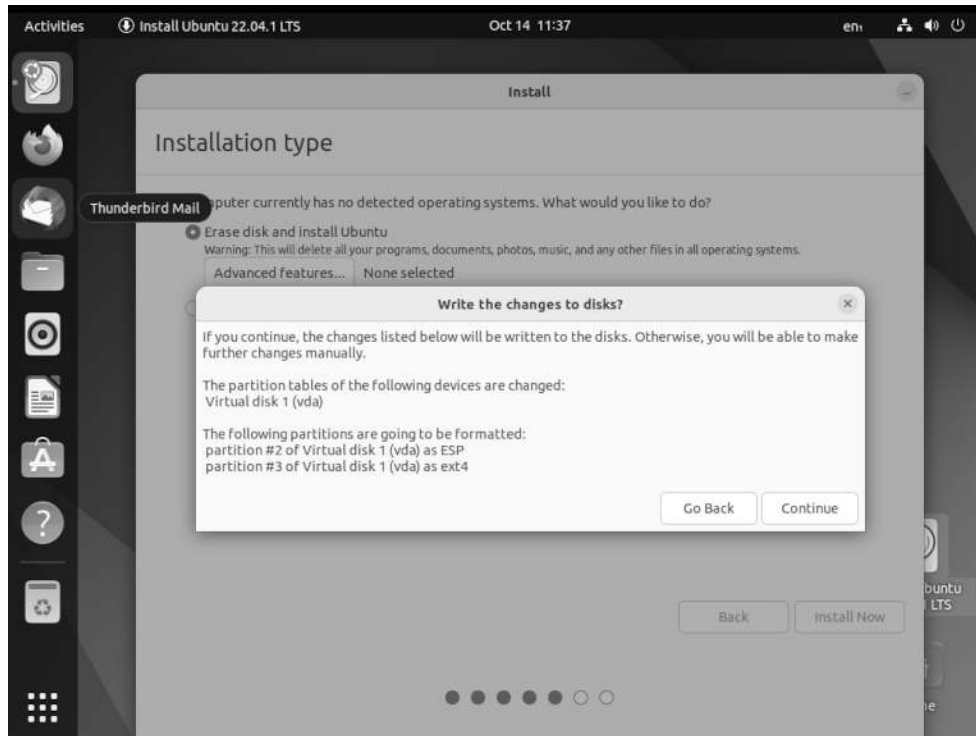 Activities
Install Ubuntu 22.04.1 LTS
Oct 14 11:37
en₁
Install
Installation type
Thunderbird Mail
puter currently has no detected operating systems. What would you like to do?
Erase disk and install Ubuntu
Warning: This will delete all your programs, documents, photos, music, and any other files in all operating systems.
Advanced features... None selected
Write the changes to disks?
If you continue, the changes listed below will be written to the disks. Otherwise, you will be able to make
further changes manually.
The partition tables of the following devices are changed:
Virtual disk 1 (vda)
The following partitions are going to be formatted:
partition #2 of Virtual disk 1 (vda) as ESP
partition #3 of Virtual disk 1 (vda) as ext4
Go Back
Continue
buntu
LTS
Back
Install Now